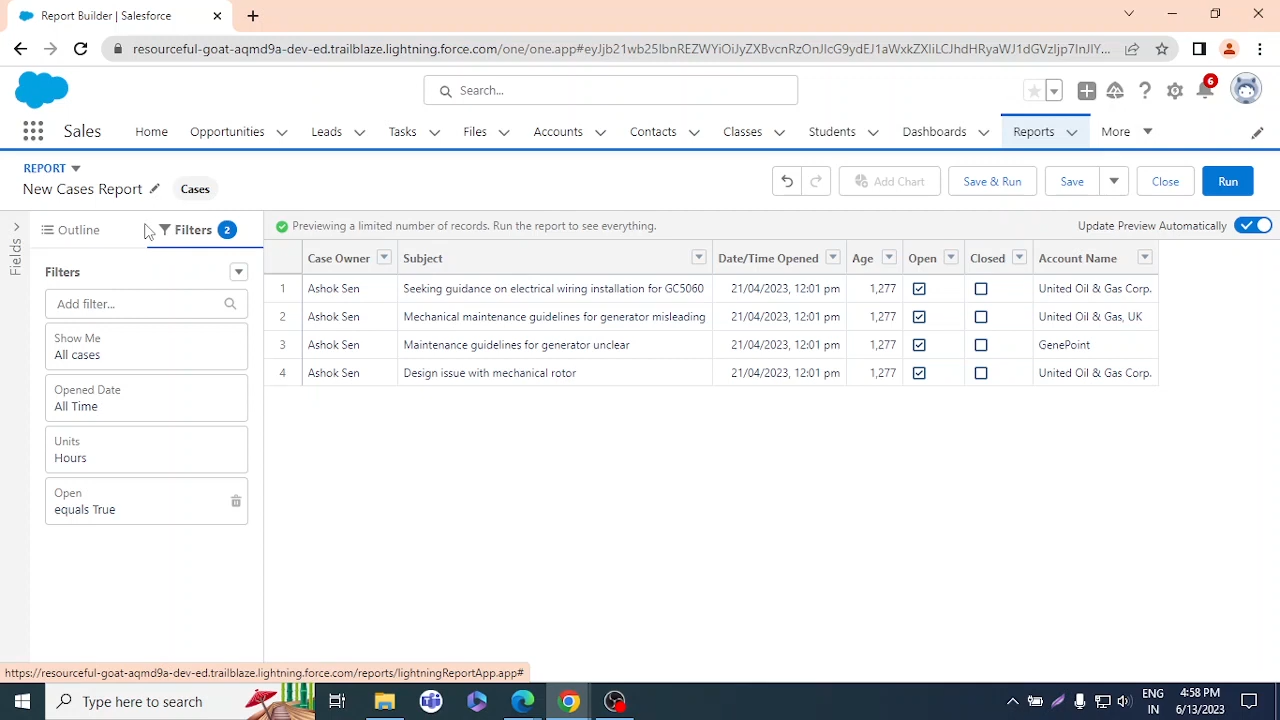 Report Builder | Salesforce
resourceful-goat-aqmd9a-dev-ed.trailblaze.lightning.force.com/one/one.app#
Search...
6
Sales Home Opportunities Leads Tasks Files Accounts Contacts Classes Students Dashboards Reports More
REPORT
New Cases Report Cases
Add Chart Save & Run Save Close Run
Fields
Outline Filters 2
Previewing a limited number of records. Run the report to see everything. Update Preview Automatically
Filters
Add filter...
Show Me
All cases
Opened Date
All Time
Units
Hours
Open
equals True
Case Owner Subject Date/Time Opened Age Open Closed Account Name
1 Ashok Sen Seeking guidance on electrical wiring installation for GC5060 21/04/2023, 12:01 pm 1,277 United Oil & Gas Corp.
2 Ashok Sen Mechanical maintenance guidelines for generator misleading 21/04/2023, 12:01 pm 1,277 United Oil & Gas, UK
3 Ashok Sen Maintenance guidelines for generator unclear 21/04/2023, 12:01 pm 1,277 GenePoint
4 Ashok Sen Design issue with mechanical rotor 21/04/2023, 12:01 pm 1,277 United Oil & Gas Corp.
https://resourceful-goat-aqmd9a-dev-ed.trailblaze.lightning.force.com/reports/lightningReportApp.app#
Type here to search
ENG
IN
4:58 PM
6/13/2023